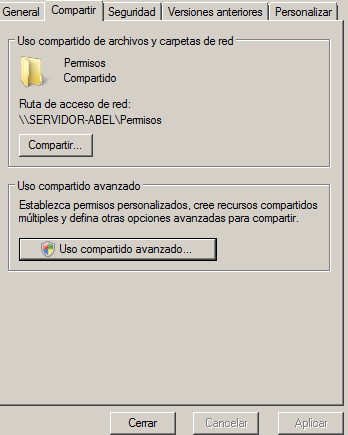 General
Compartir
Seguridad
Versiones anteriores
Personalizar
Uso compartido de archivos y carpetas de red
Permisos
Compartido
Ruta de acceso de red:
\\SERVIDOR-ABEL\Permisos
Compartir...
Uso compartido avanzado
Establezca permisos personalizados, cree recursos compartidos
múltiples y defina otras opciones avanzadas para compartir.
Uso compartido avanzado...
Cerrar
Cancelar
Aplicar